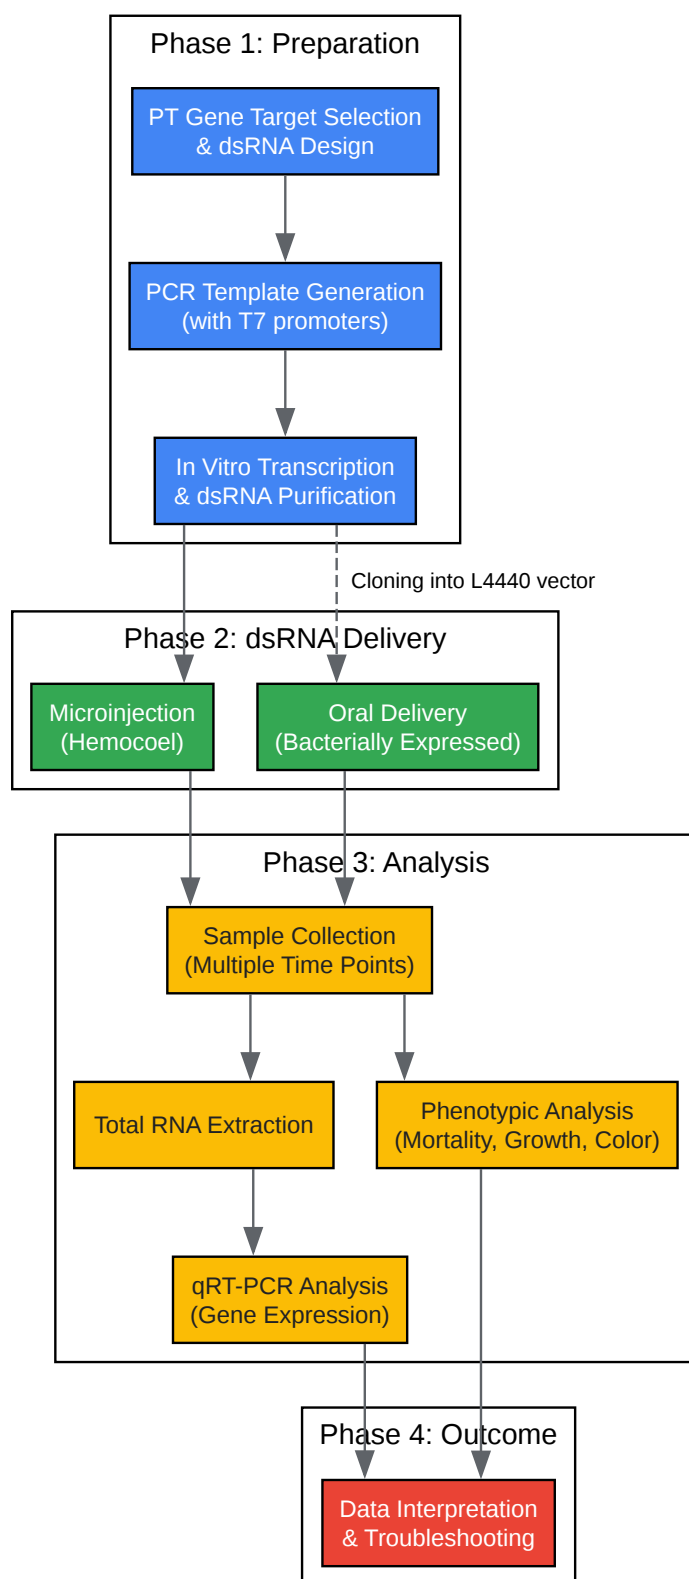 Phase 1: Preparation
PT Gene Target Selection
& dsRNA Design
PCR Template Generation
(with T7 promoters)
In Vitro Transcription
& dsRNA Purification
Cloning into L4440 vector
Phase 2: dsRNA Delivery
Microinjection
(Hemocoel)
Oral Delivery
(Bacterially Expressed)
Phase 3: Analysis
Sample Collection
(Multiple Time Points)
Total RNA Extraction
Phenotypic Analysis
(Mortality, Growth, Color)
qRT-PCR Analysis
(Gene Expression)
Phase 4: Outcome
Data Interpretation
& Troubleshooting